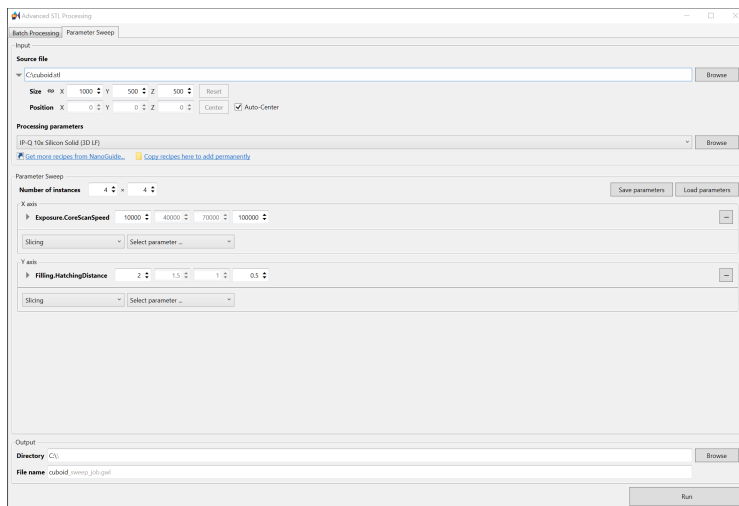 Advanced STL Processing
Batch Processing Parameter Sweep
Input
Source file
C:\cuboid.stl Browse
Size X 1000 Y 500 Z 500 Reset
Position X 0 Y 0 Z 0 Center Auto-Center
Processing parameters
IP-Q 10x Silicon Solid (3D LF) Browse
Get more recipes from NanoGuide... Copy recipes here to add permanently
Parameter Sweep
Number of instances 4 × 4 Save parameters Load parameters
X axis
Exposure.CoreScanSpeed 10000 40000 70000 100000
Slicing Select parameter ...
Y axis
Filling.HatchingDistance 2 1.5 1 0.5
Slicing Select parameter ...
Output
Directory C:\\ Browse
File name cuboid_sweep_job.gwl
Run